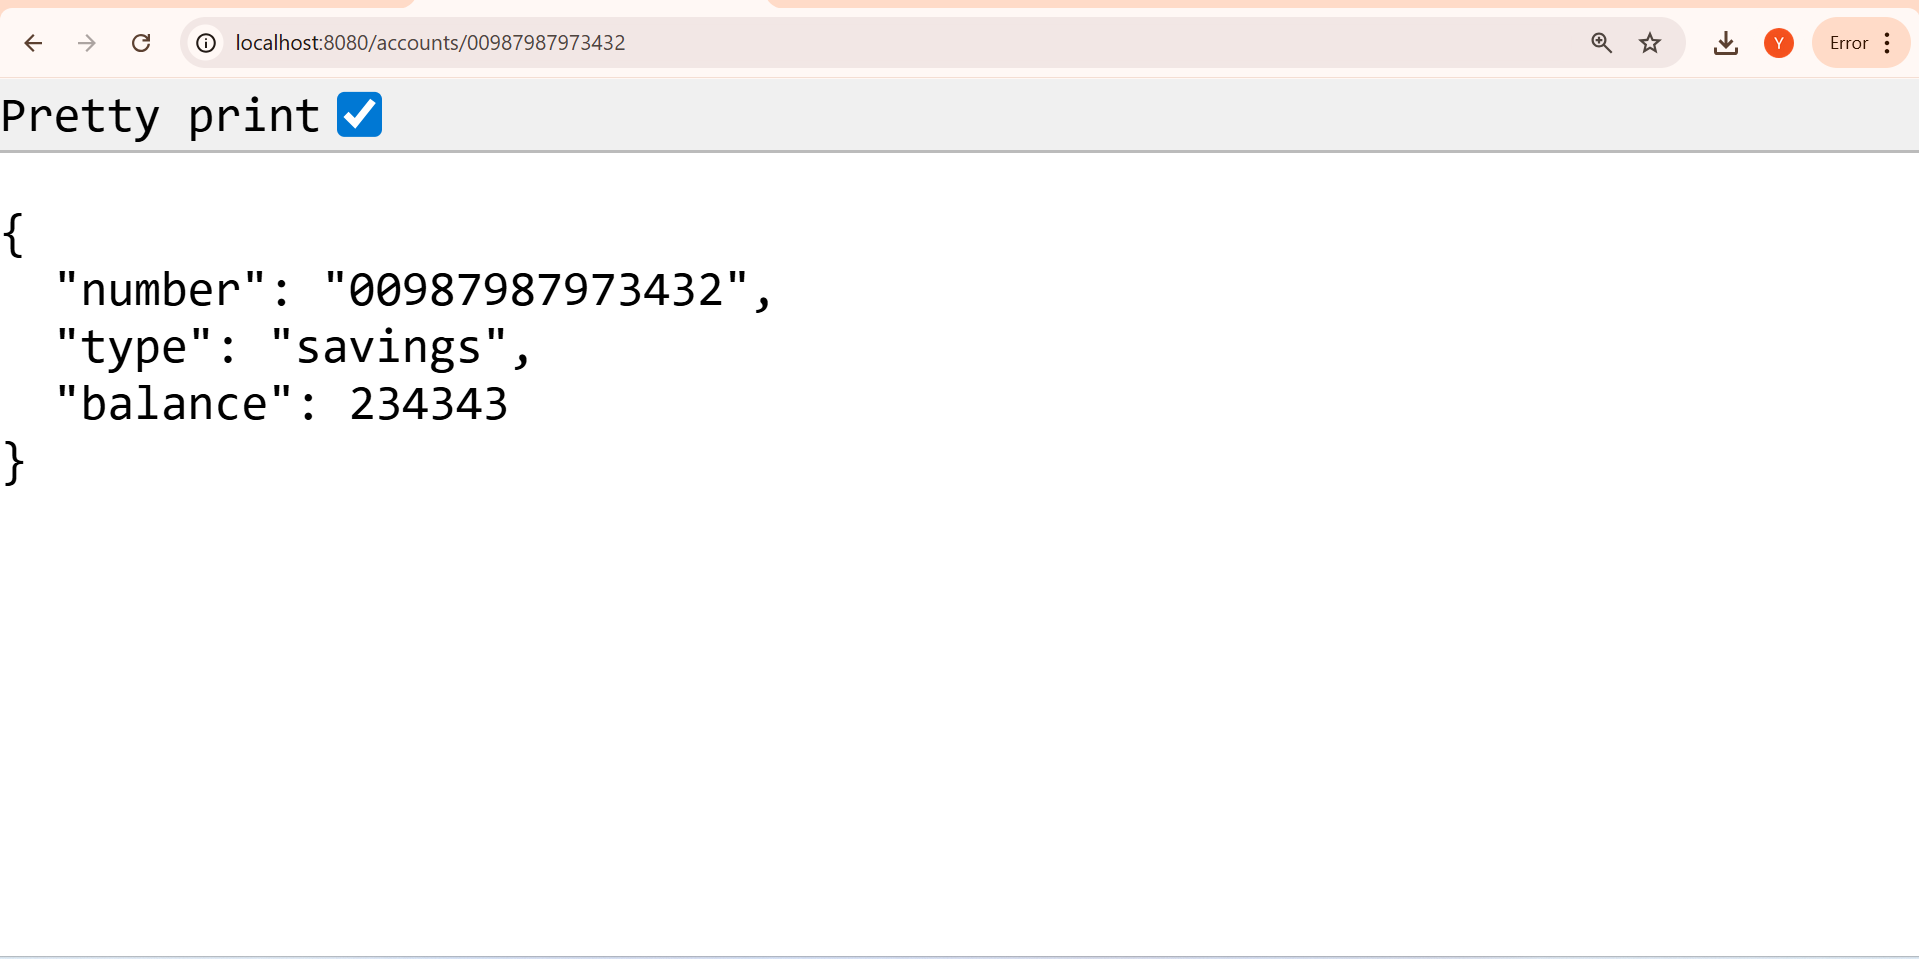 localhost:8080/accounts/00987987973432
Y
Error
Pretty print
{
  "number": "00987987973432",
  "type": "savings",
  "balance": 234343
}